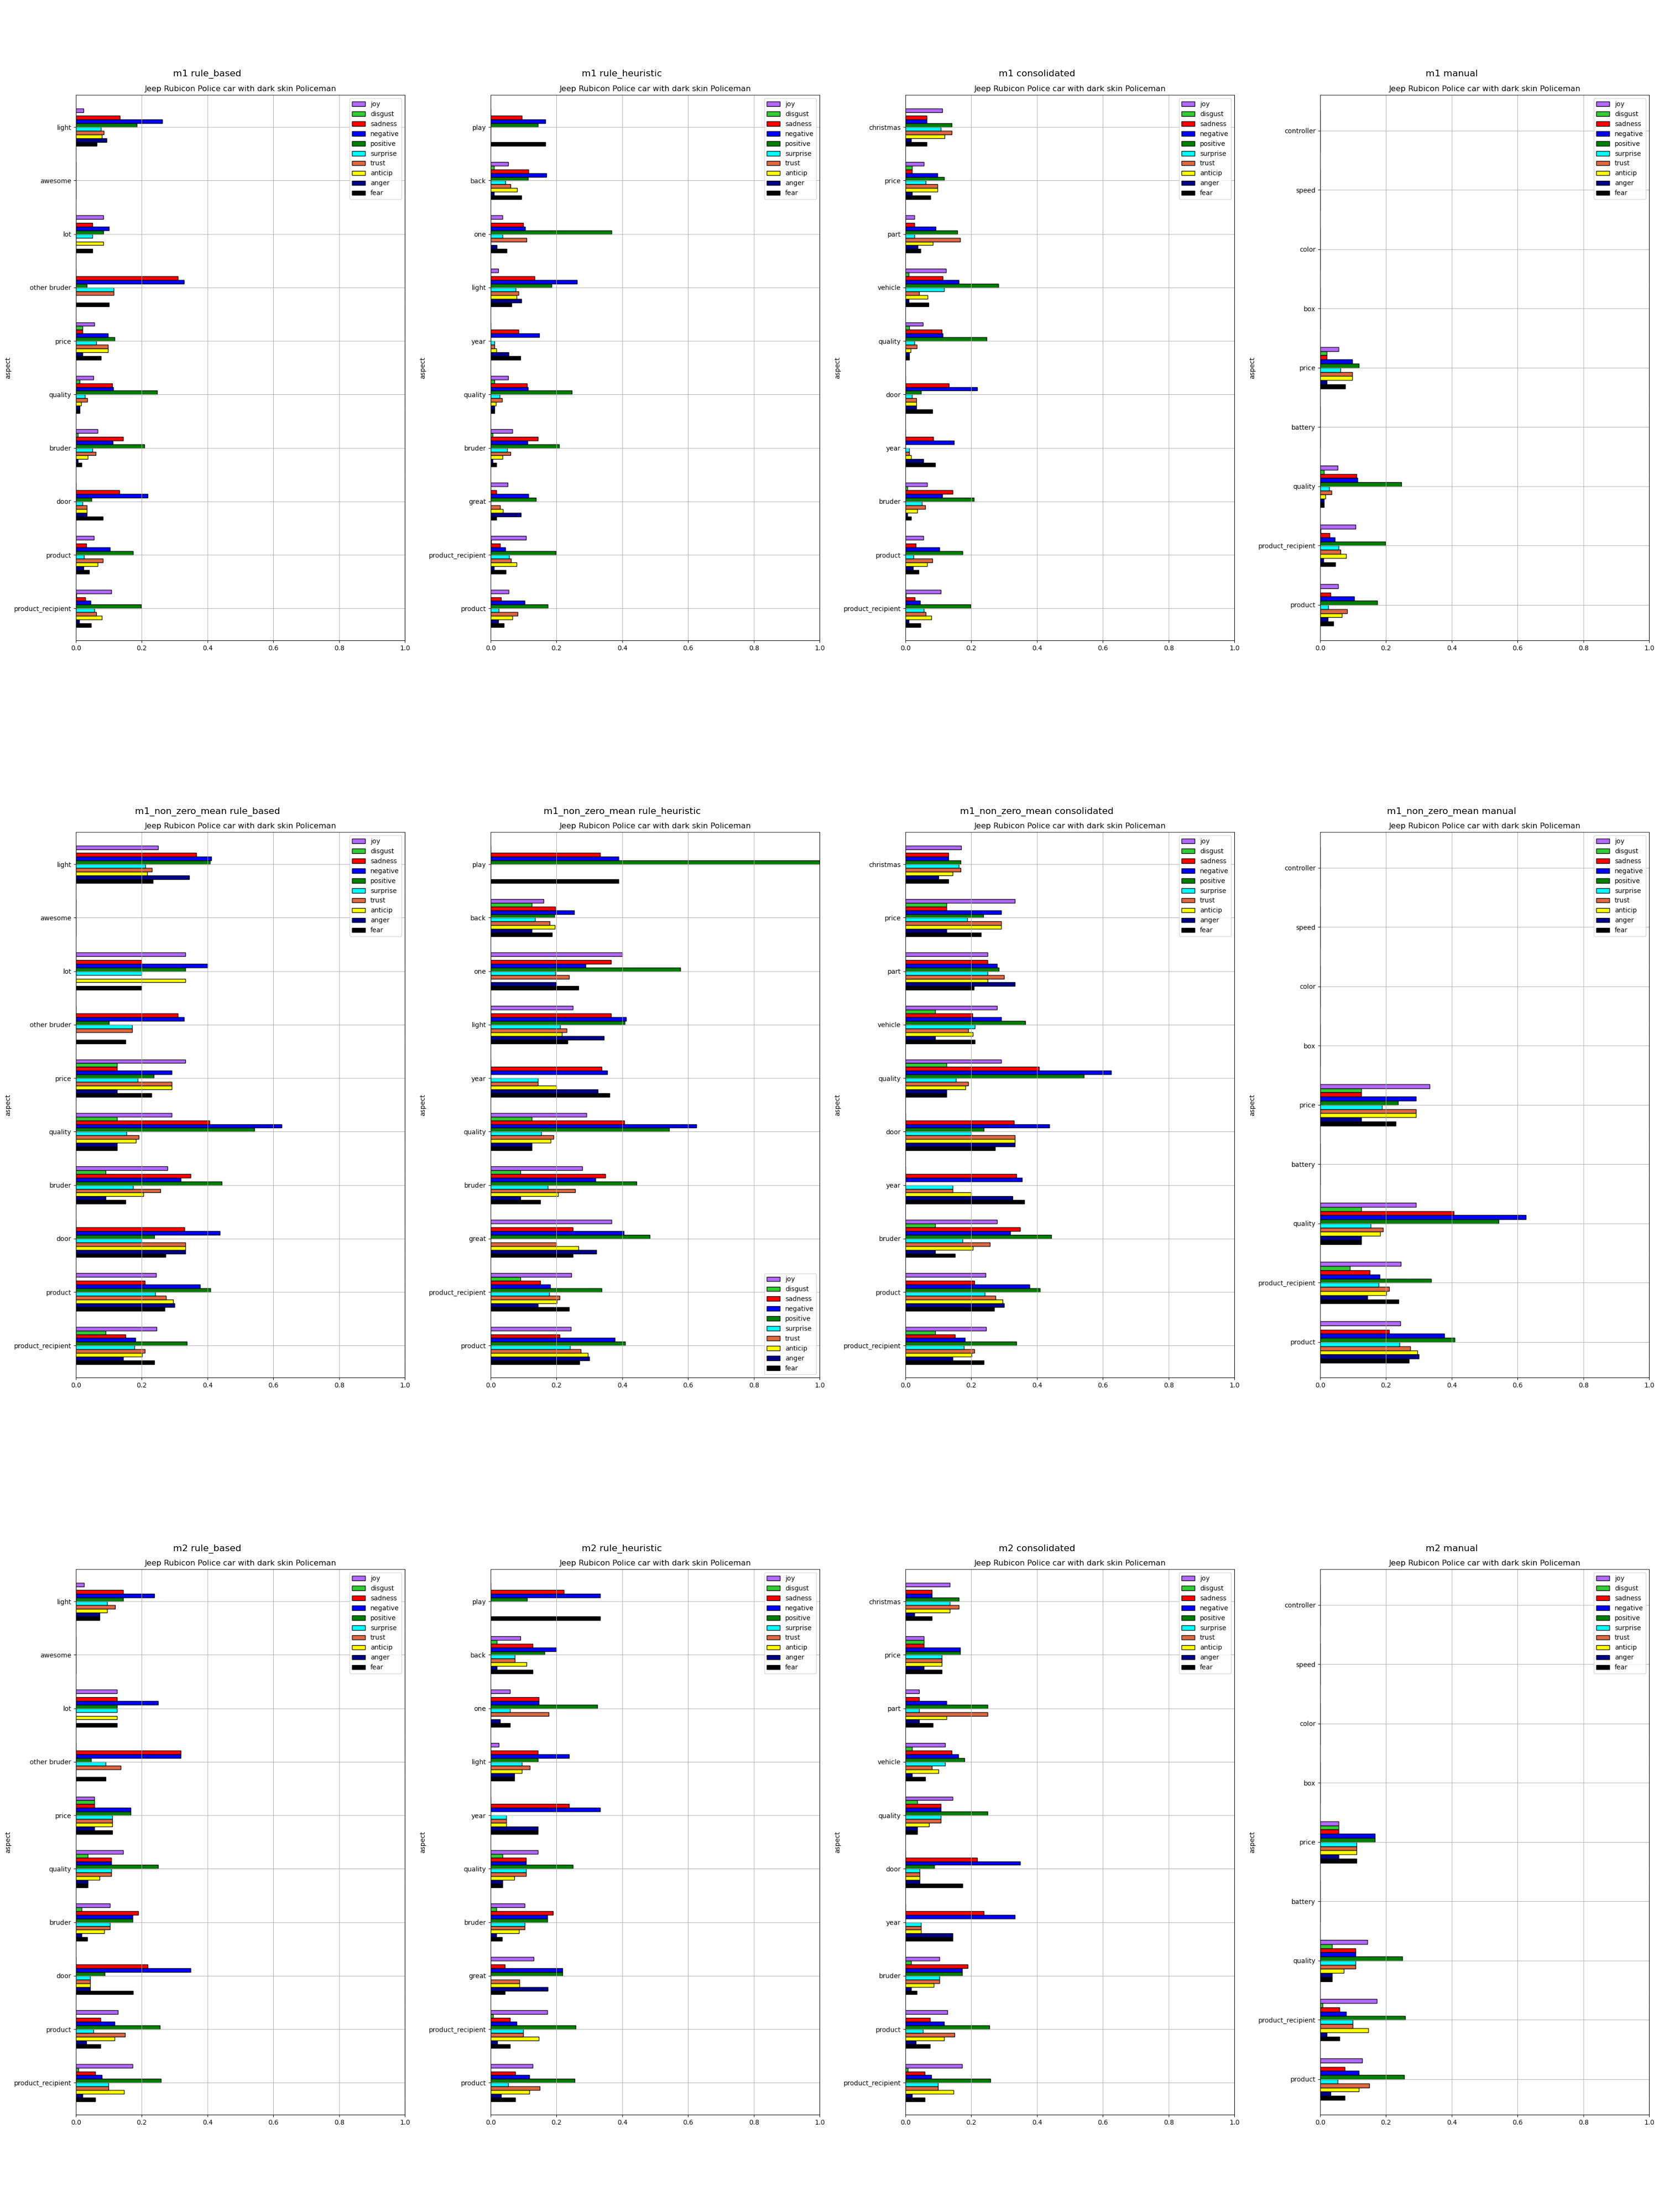 m1 rule_based
Jeep Rubicon Police car with dark skin Policeman
aspect
light
awesome
lot
other bruder
price
quality
bruder
door
product
product_recipient
0.0 0.2 0.4 0.6 0.8 1.0
joy
disgust
sadness
negative
positive
surprise
trust
anticip
anger
fear
m1 rule_heuristic
Jeep Rubicon Police car with dark skin Policeman
aspect
play
back
one
light
year
quality
bruder
great
product_recipient
product
0.0 0.2 0.4 0.6 0.8 1.0
joy
disgust
sadness
negative
positive
surprise
trust
anticip
anger
fear
m1 consolidated
Jeep Rubicon Police car with dark skin Policeman
aspect
christmas
price
part
vehicle
quality
door
year
bruder
product
product_recipient
0.0 0.2 0.4 0.6 0.8 1.0
joy
disgust
sadness
negative
positive
surprise
trust
anticip
anger
fear
m1 manual
Jeep Rubicon Police car with dark skin Policeman
aspect
controller
speed
color
box
price
battery
quality
product_recipient
product
0.0 0.2 0.4 0.6 0.8 1.0
joy
disgust
sadness
negative
positive
surprise
trust
anticip
anger
fear
m1_non_zero_mean rule_based
Jeep Rubicon Police car with dark skin Policeman
aspect
light
awesome
lot
other bruder
price
quality
bruder
door
product
product_recipient
0.0 0.2 0.4 0.6 0.8 1.0
joy
disgust
sadness
negative
positive
surprise
trust
anticip
anger
fear
m1_non_zero_mean rule_heuristic
Jeep Rubicon Police car with dark skin Policeman
aspect
play
back
one
light
year
quality
bruder
great
product_recipient
product
0.0 0.2 0.4 0.6 0.8 1.0
joy
disgust
sadness
negative
positive
surprise
trust
anticip
anger
fear
m1_non_zero_mean consolidated
Jeep Rubicon Police car with dark skin Policeman
aspect
christmas
price
part
vehicle
quality
door
year
bruder
product
product_recipient
0.0 0.2 0.4 0.6 0.8 1.0
joy
disgust
sadness
negative
positive
surprise
trust
anticip
anger
fear
m1_non_zero_mean manual
Jeep Rubicon Police car with dark skin Policeman
aspect
controller
speed
color
box
price
battery
quality
product_recipient
product
0.0 0.2 0.4 0.6 0.8 1.0
joy
disgust
sadness
negative
positive
surprise
trust
anticip
anger
fear
m2 rule_based
Jeep Rubicon Police car with dark skin Policeman
aspect
light
awesome
lot
other bruder
price
quality
bruder
door
product
product_recipient
0.0 0.2 0.4 0.6 0.8 1.0
joy
disgust
sadness
negative
positive
surprise
trust
anticip
anger
fear
m2 rule_heuristic
Jeep Rubicon Police car with dark skin Policeman
aspect
play
back
one
light
year
quality
bruder
great
product_recipient
product
0.0 0.2 0.4 0.6 0.8 1.0
joy
disgust
sadness
negative
positive
surprise
trust
anticip
anger
fear
m2 consolidated
Jeep Rubicon Police car with dark skin Policeman
aspect
christmas
price
part
vehicle
quality
door
year
bruder
product
product_recipient
0.0 0.2 0.4 0.6 0.8 1.0
joy
disgust
sadness
negative
positive
surprise
trust
anticip
anger
fear
m2 manual
Jeep Rubicon Police car with dark skin Policeman
aspect
controller
speed
color
box
price
battery
quality
product_recipient
product
0.0 0.2 0.4 0.6 0.8 1.0
joy
disgust
sadness
negative
positive
surprise
trust
anticip
anger
fear